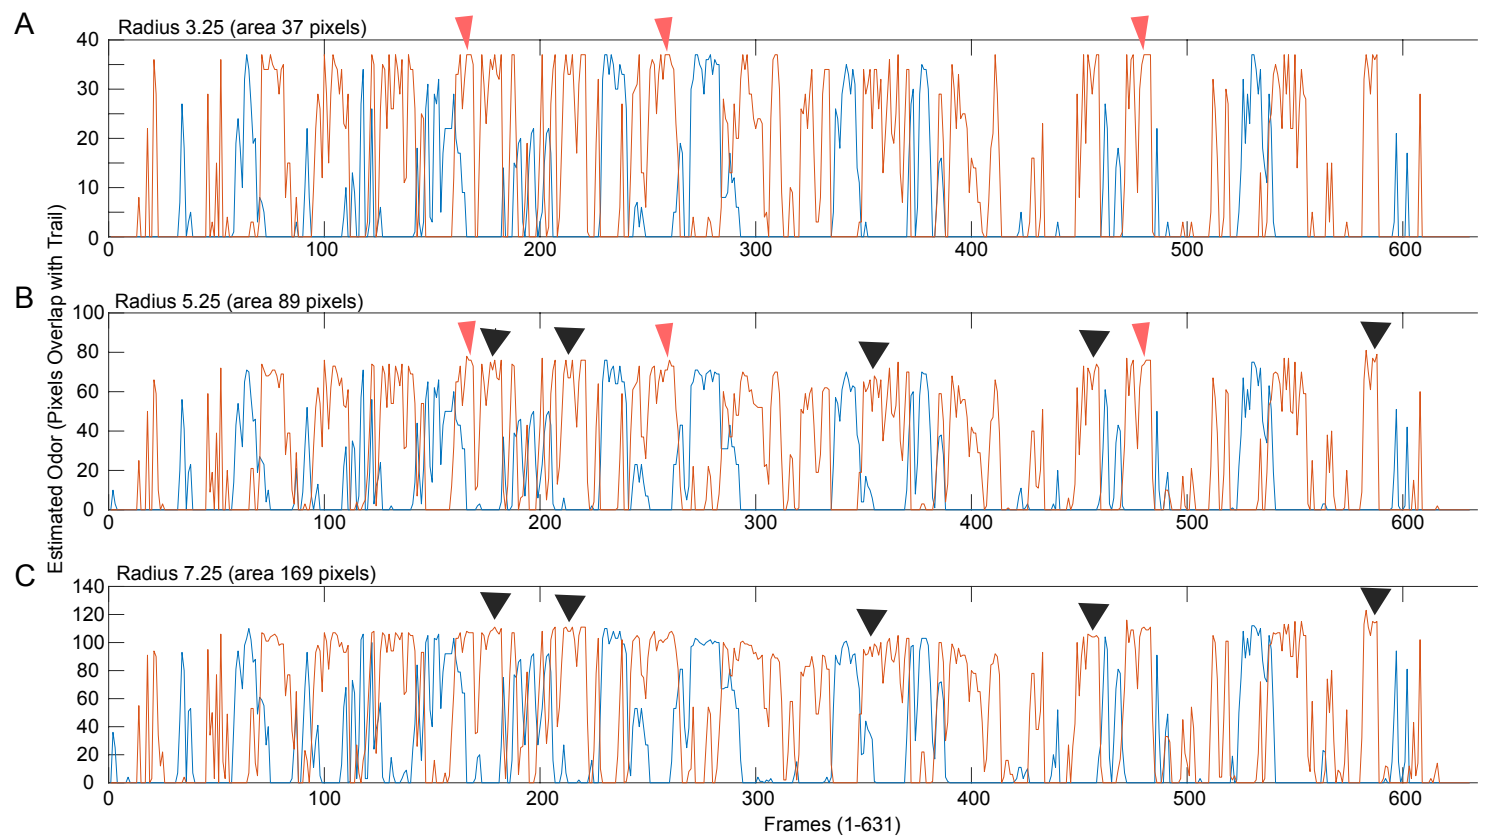 A
Radius 3.25 (area 37 pixels)
40
30
20
10
0
0 100 200 300 400 500 600
Estimated Odor (Pixels Overlap with Trail)
B
Radius 5.25 (area 89 pixels)
100
80
60
40
20
0
0 100 200 300 400 500 600
C
Radius 7.25 (area 169 pixels)
140
120
100
80
60
40
20
0
0 100 200 300 400 500 600
Frames (1-631)